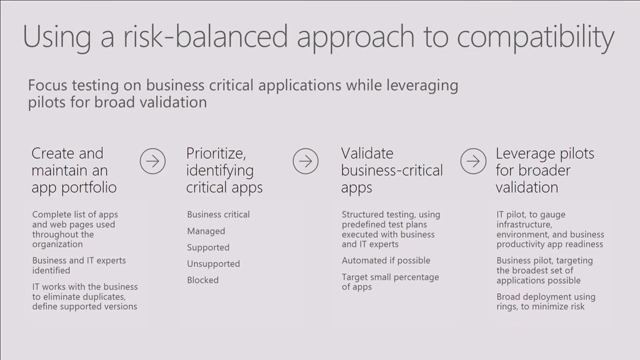 Using a risk-balanced approach to compatibility
Focus testing on business critical applications while leveraging
pilots for broad validation
Create and
maintain an
app portfolio
Complete list of apps
and web pages used
throughout the
organization
Business and IT experts
identified
IT works with the business
to eliminate duplicates,
define supported versions
Prioritize,
identifying
critical apps
Business critical
Managed
Supported
Unsupported
Blocked
Validate
business-critical
apps
Structured testing, using
predefined test plans
executed with business
and IT experts
Automated if possible
Target small percentage
of apps
Leverage pilots
for broader
validation
IT pilot, to gauge
infrastructure,
environment, and business
productivity app readiness
Business pilot, targeting
the broadest set of
applications possible
Broad deployment using
rings, to minimize risk